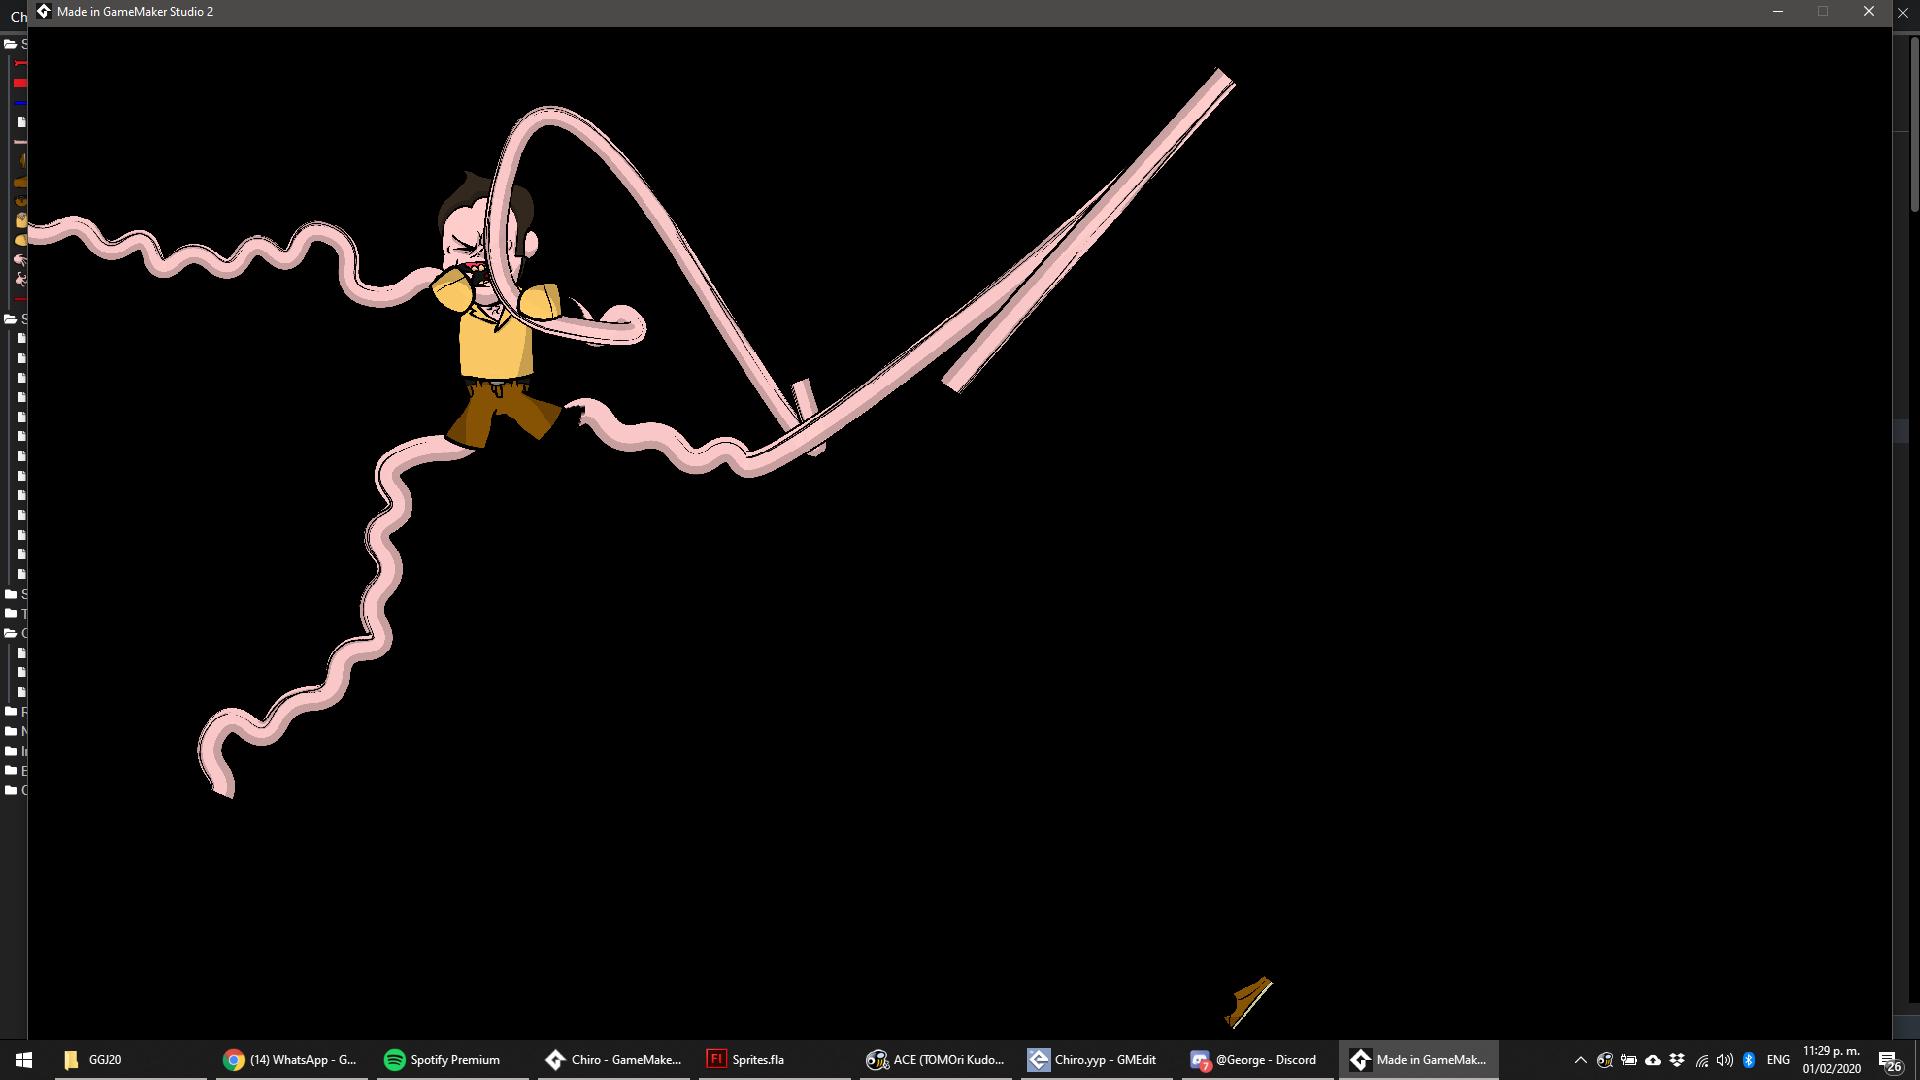 Made in GameMaker Studio 2
Ch
GGJ20
(14) WhatsApp - G...
Spotify Premium
Chiro - GameMake...
Sprites.fla
ACE (TOMOri Kudo...
Chiro.yyp - GMEdit
@George - Discord
Made in GameMak...
ENG
11:29 p. m.
01/02/2020
26